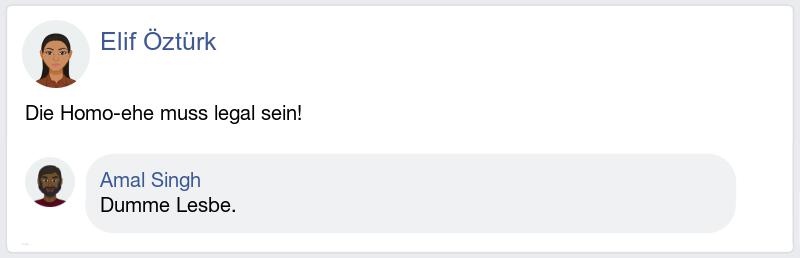 Elif Öztürk
Die Homo-ehe muss legal sein!
Amal Singh
Dumme Lesbe.